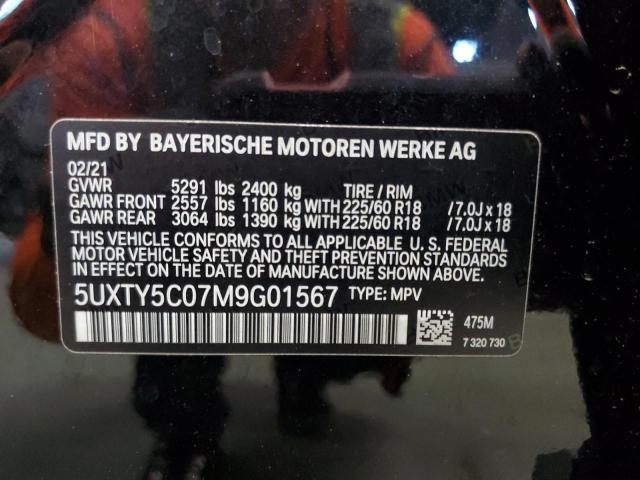 MFD BY BAYERISCHE MOTOREN WERKE AG
02/21
GVWR 5291 lbs 2400 kg TIRE / RIM
GAWR FRONT 2557 lbs 1160 kg WITH 225/60 R18 / 7.0J x 18
GAWR REAR 3064 lbs 1390 kg WITH 225/60 R18 / 7.0J x 18
THIS VEHICLE CONFORMS TO ALL APPLICABLE U. S. FEDERAL
MOTOR VEHICLE SAFETY AND THEFT PREVENTION STANDARDS
IN EFFECT ON THE DATE OF MANUFACTURE SHOWN ABOVE.
5UXTY5C07M9G01567 TYPE: MPV
475M
7 320 730